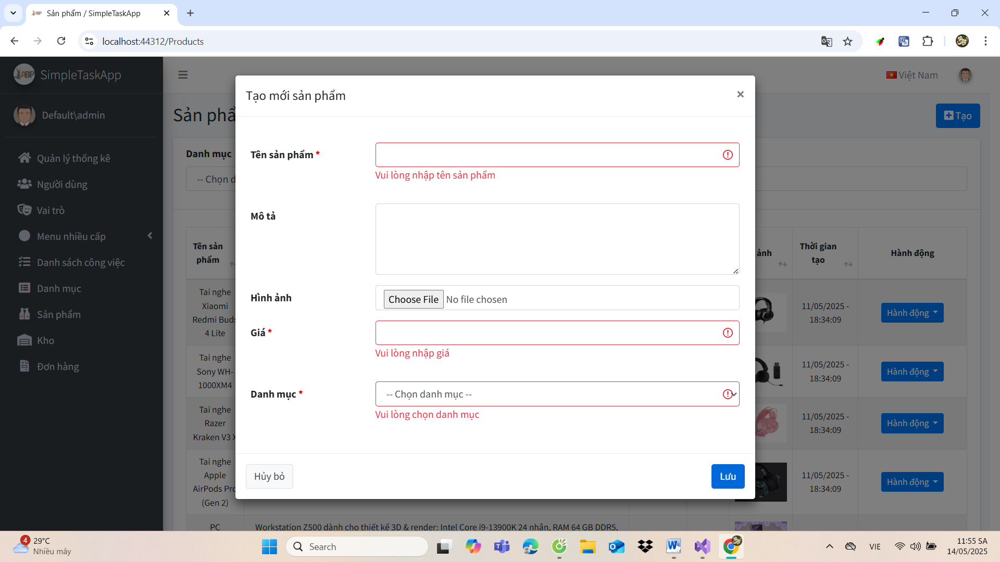 Sản phẩm / SimpleTaskApp
localhost:44312/Products
ABP SimpleTaskApp
Việt Nam
Default\admin
Sản phẩ
Tạo
Quản lý thống kê
Người dùng
Vai trò
Menu nhiều cấp
Danh sách công việc
Danh mục
Sản phẩm
Kho
Đơn hàng
Danh mục
-- Chọn d
Tên sản
phẩm
ảnh
Thời gian
tạo
Hành động
Tai nghe
Xiaomi
Redmi Buds
4 Lite
11/05/2025 -
18:34:09
Hành động
Tai nghe
Sony WH-
1000XM4
11/05/2025 -
18:34:09
Hành động
Tai nghe
Razer
Kraken V3 X
11/05/2025 -
18:34:09
Hành động
Tai nghe
Apple
AirPods Pro
(Gen 2)
11/05/2025 -
18:34:09
Hành động
PC
Workstation Z500 dành cho thiết kế 3D & render: Intel Core i9-13900K 24 nhân, RAM 64 GB DDR5,
Tạo mới sản phẩm
×
Tên sản phẩm *
Vui lòng nhập tên sản phẩm
Mô tả
Hình ảnh
Choose File No file chosen
Giá *
Vui lòng nhập giá
Danh mục *
-- Chọn danh mục --
Vui lòng chọn danh mục
Hủy bỏ
Lưu
4
29°C
Nhiều mây
Search
VIE
11:55 SA
14/05/2025